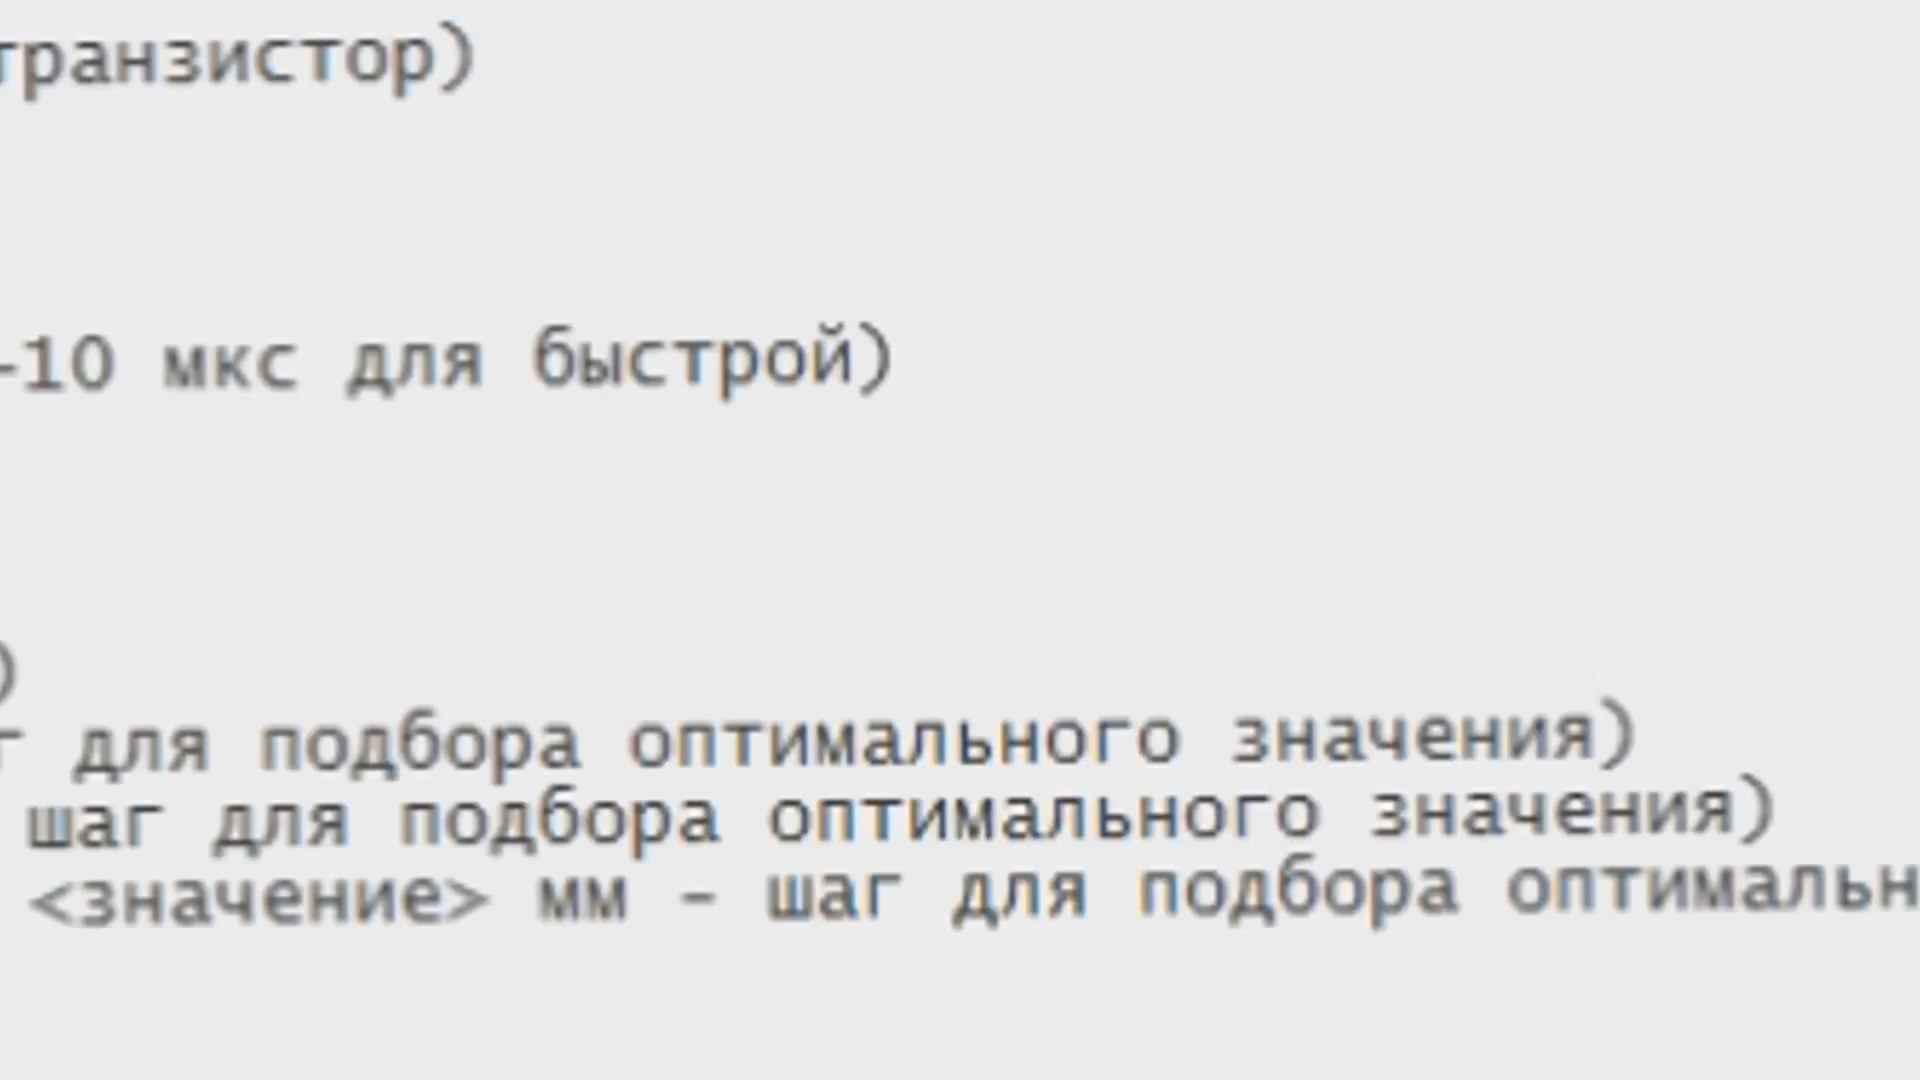 транзистор)
-10 мкс для быстрой)
)
г для подбора оптимального значения)
шаг для подбора оптимального значения)
<значение> мм – шаг для подбора оптимальн